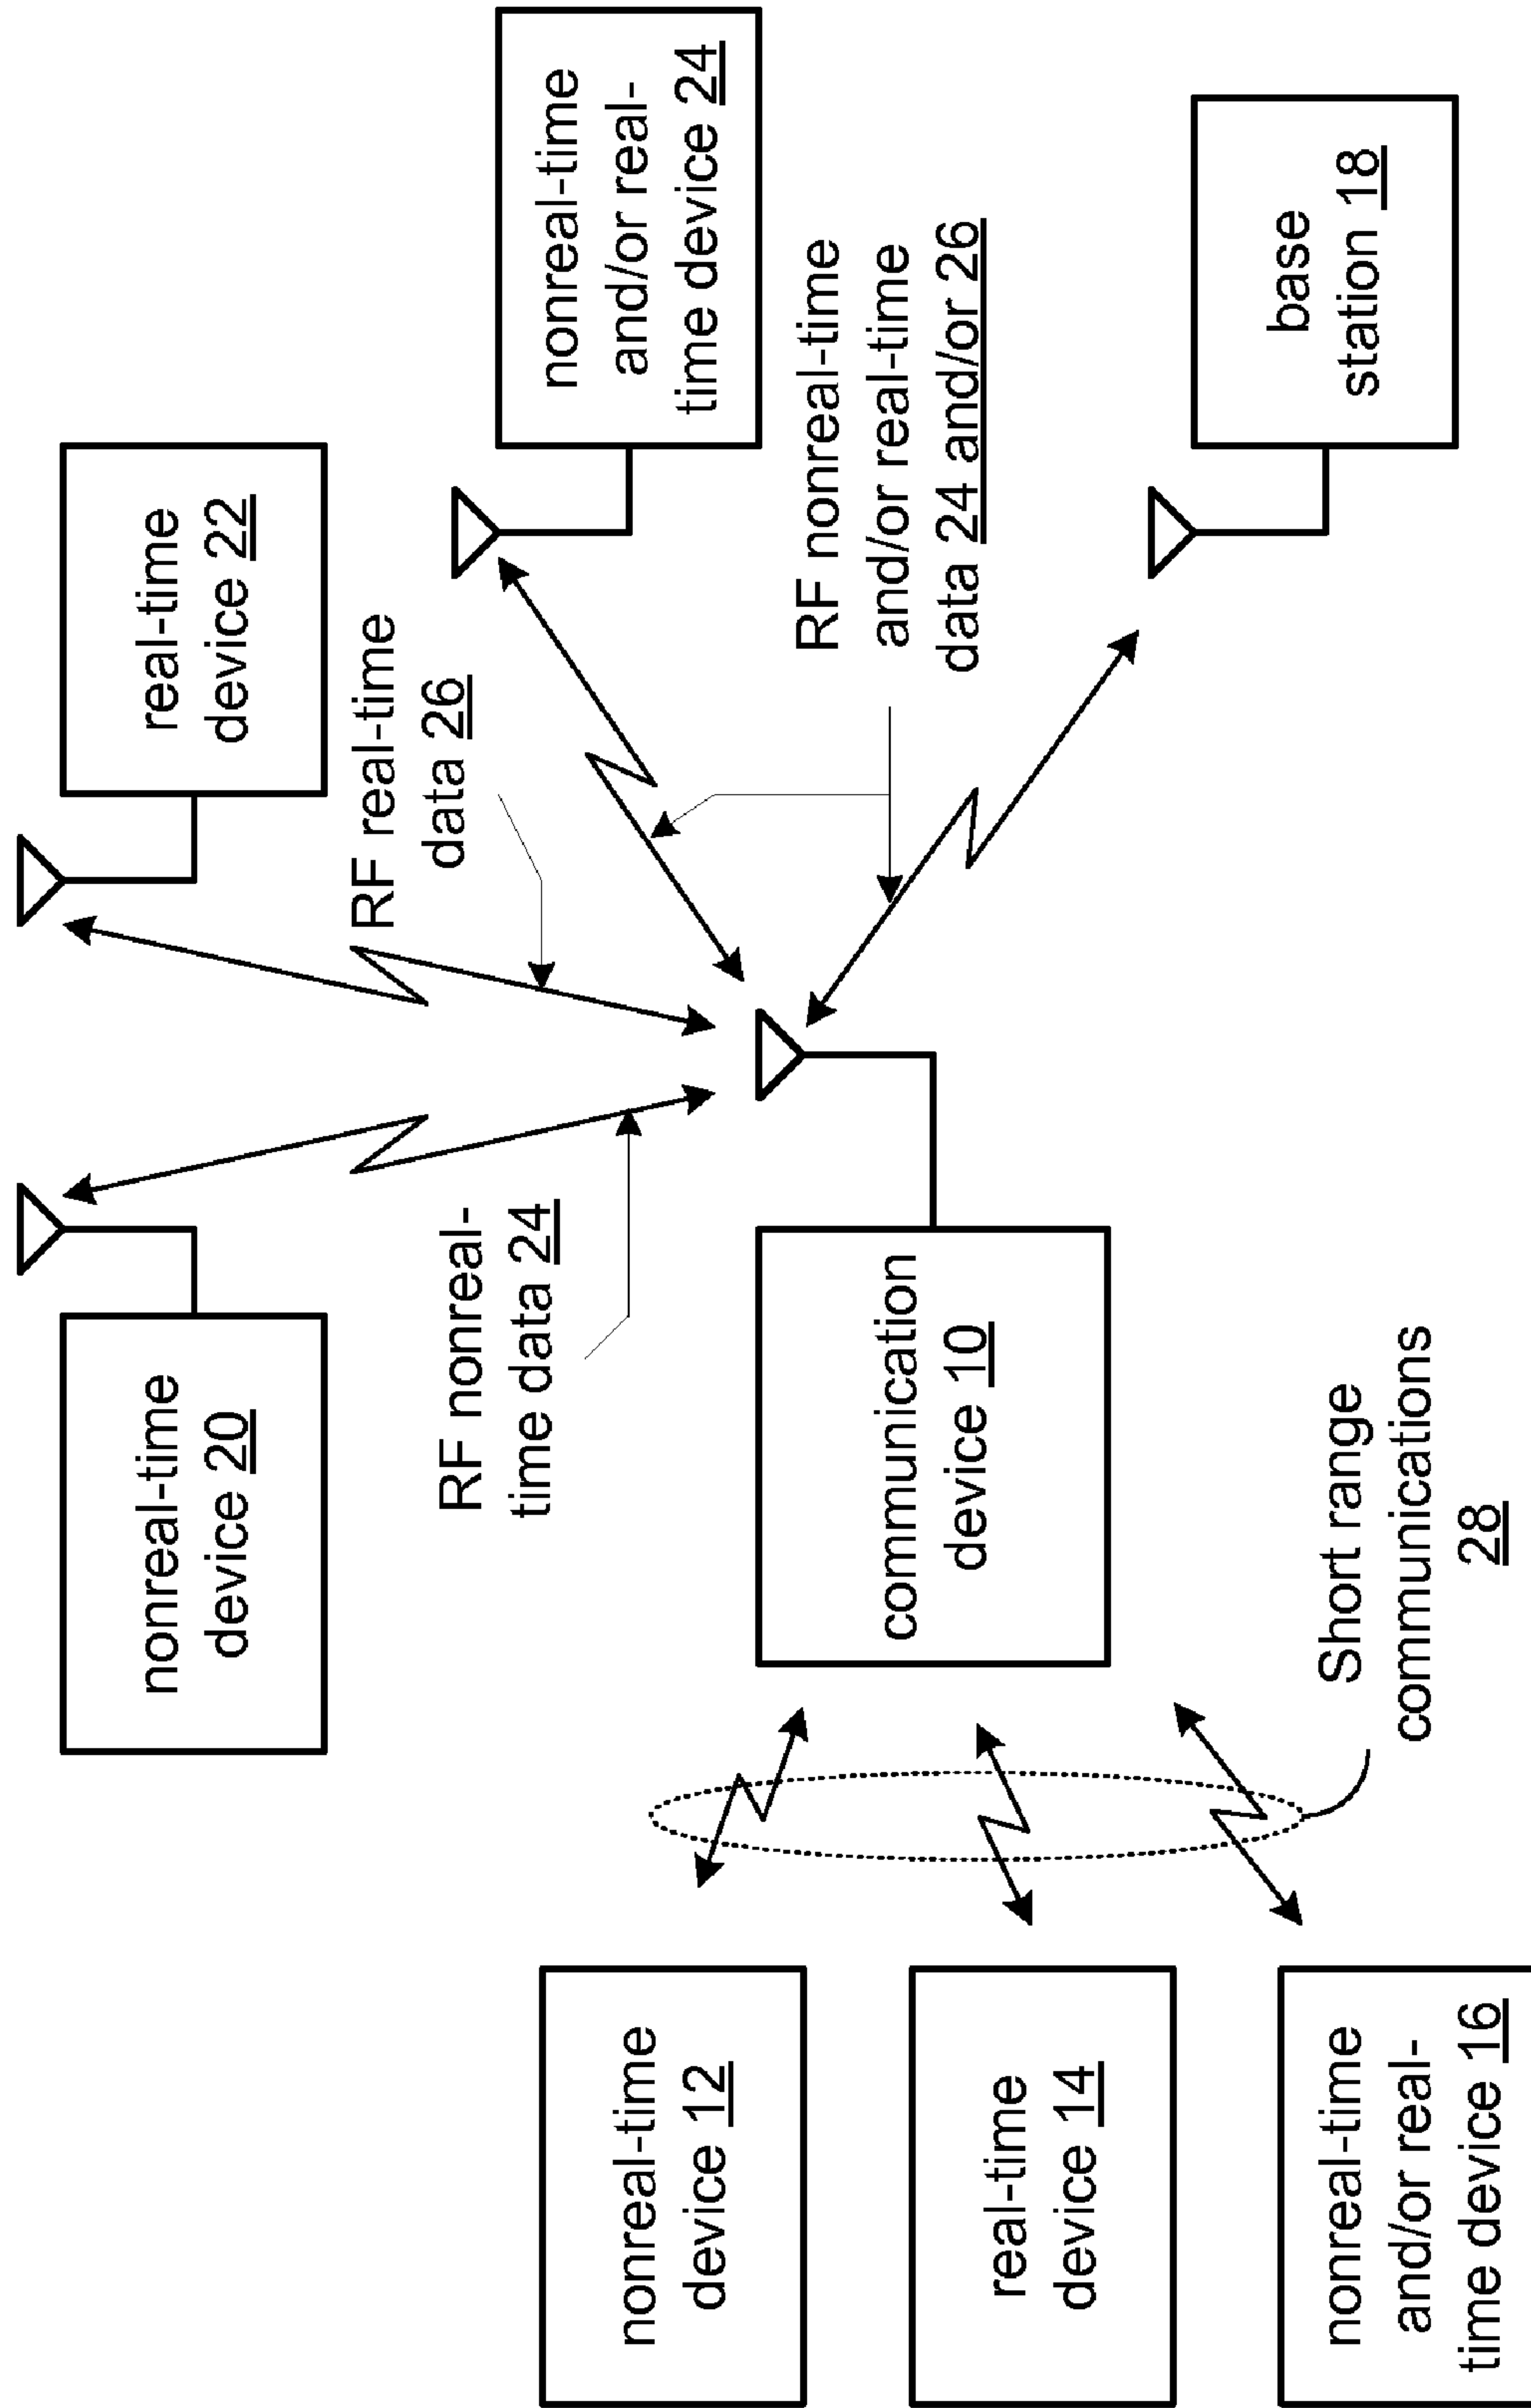 nonreal-time
device 20
real-time
device 22
RF nonreal-
time data 24
RF real-time
data 26
nonreal-time
and/or real-
time device 24
nonreal-time
device 12
communication
device 10
RF nonreal-time
and/or real-time
data 24 and/or 26
real-time
device 14
base
station 18
nonreal-time
and/or real-
time device 16
Short range
communications
28